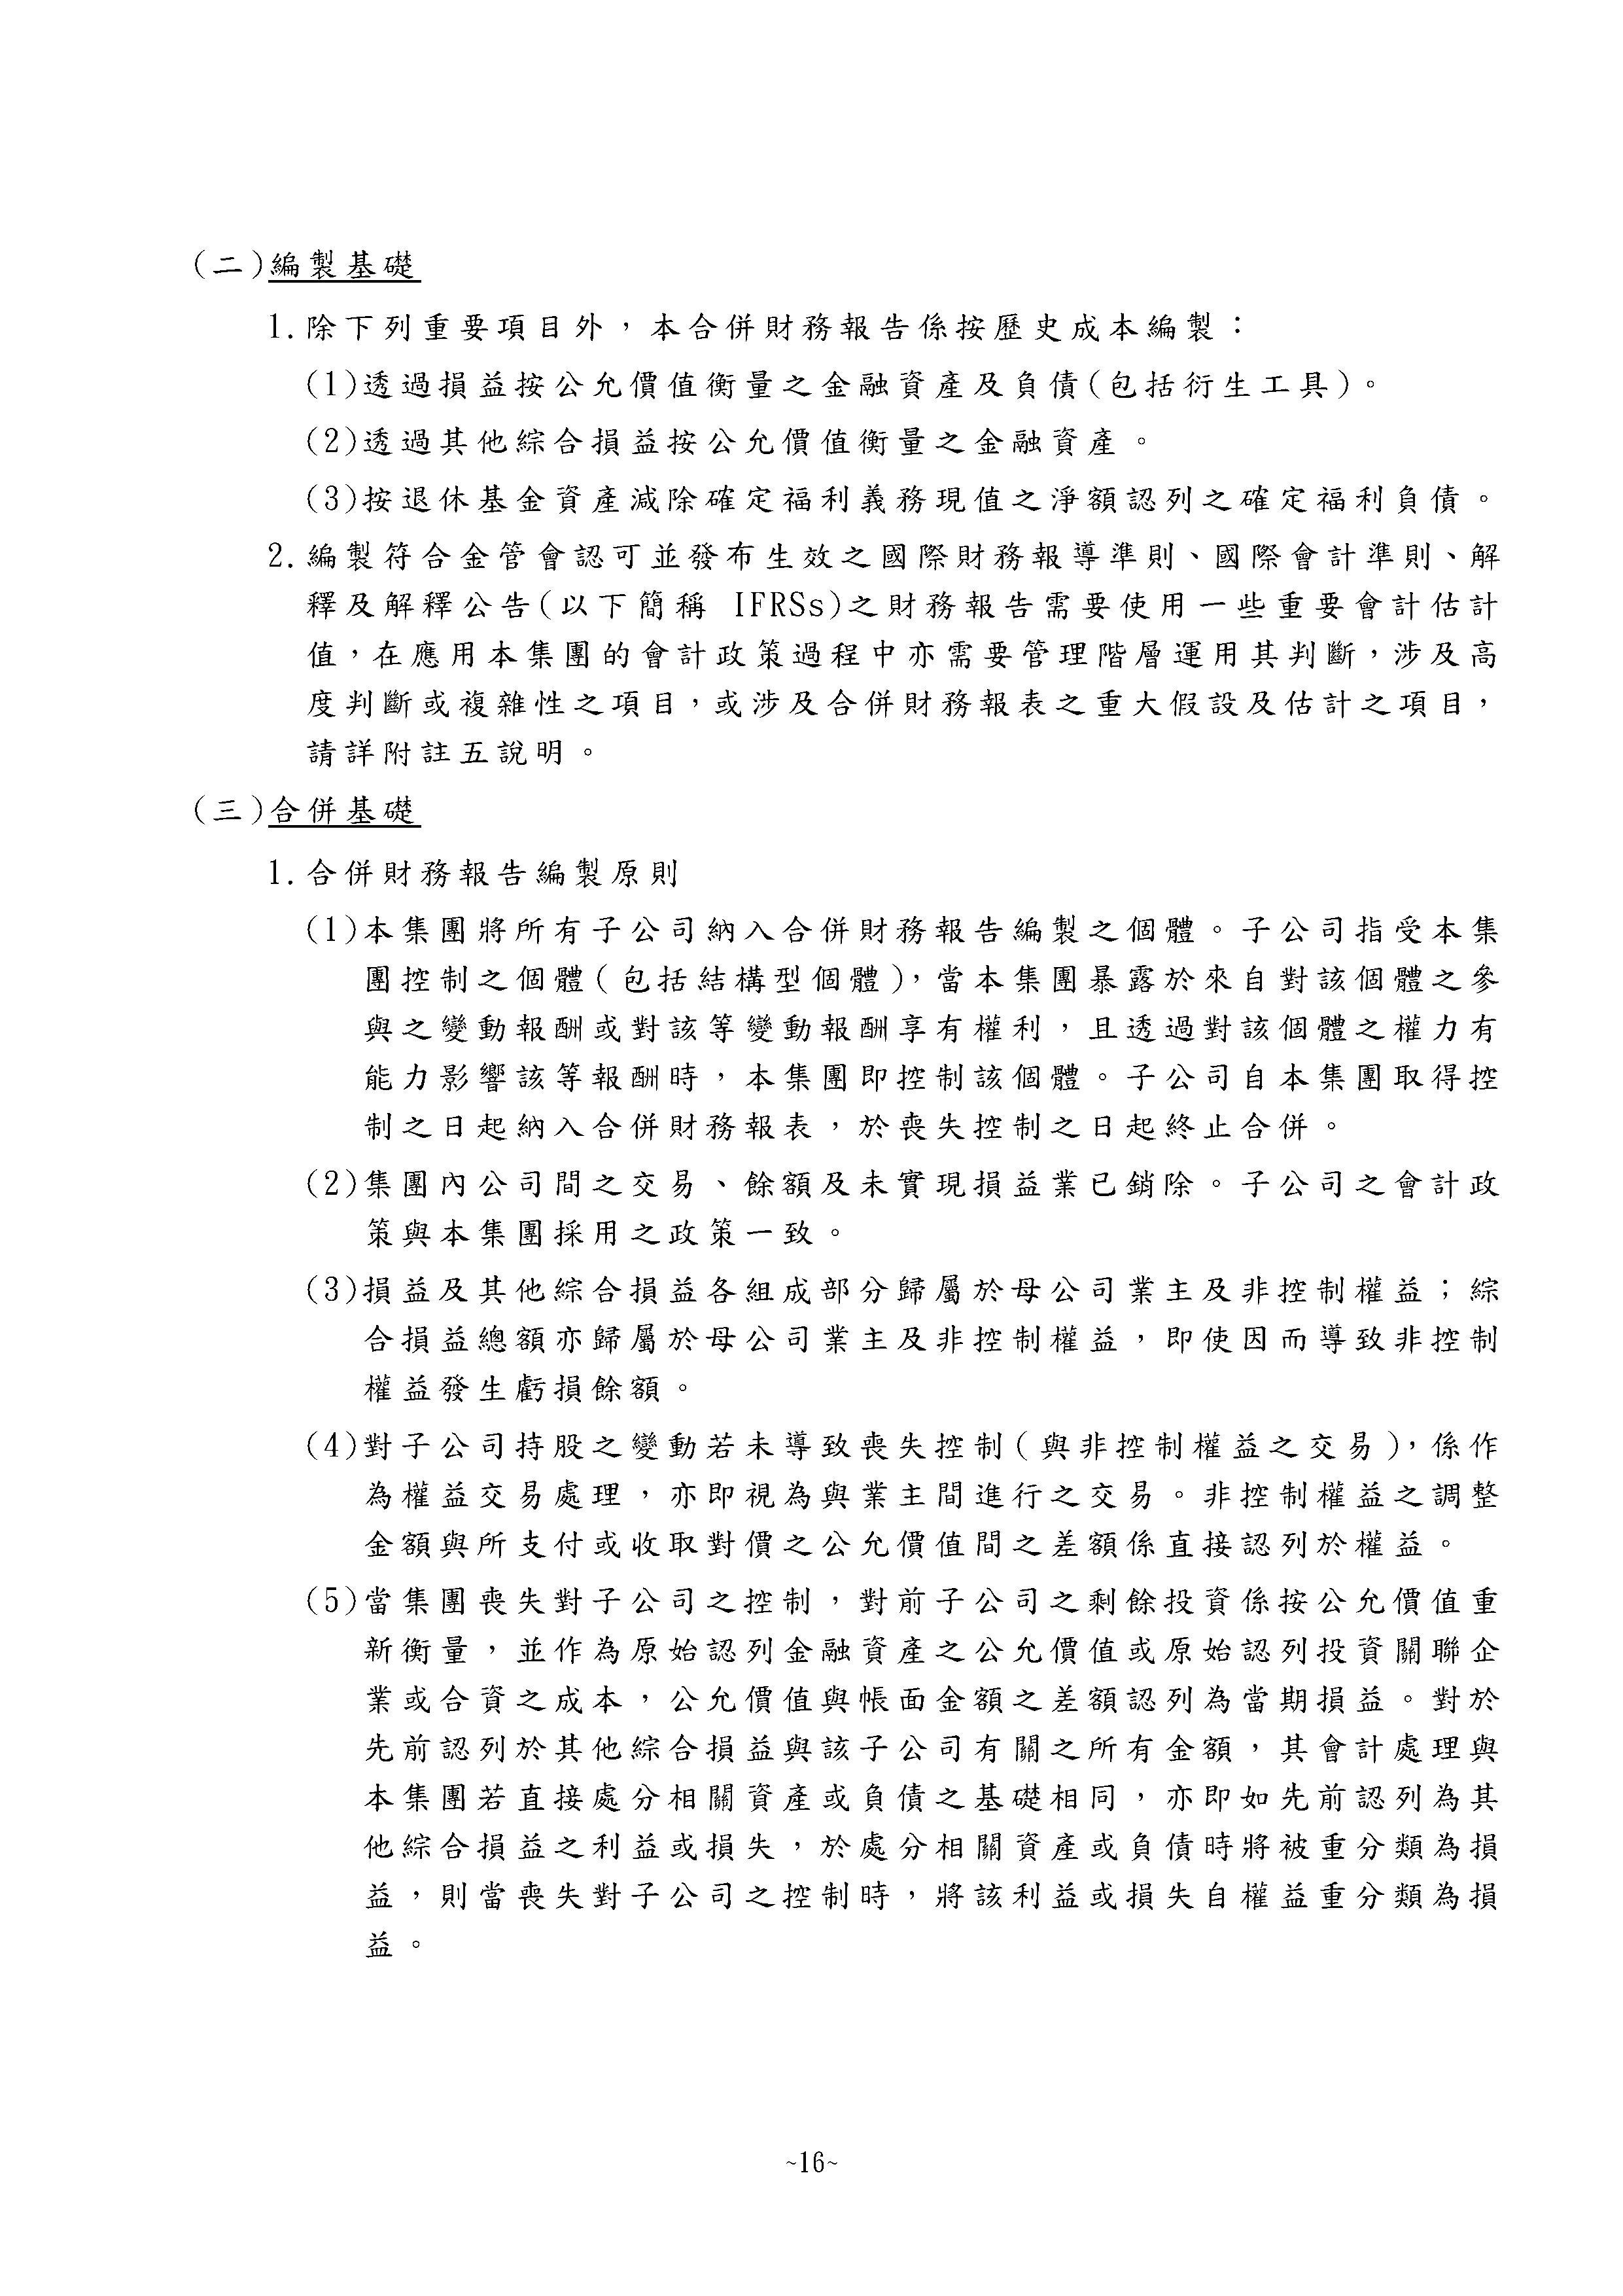 (二)編製基礎
1.除下列重要項目外，本合併財務報告係按歷史成本編製：
(1)透過損益按公允價值衡量之金融資產及負債(包括衍生工具)。
(2)透過其他綜合損益按公允價值衡量之金融資產。
(3)按退休基金資產減除確定福利義務現值之淨額認列之確定福利負債。
2.編製符合金管會認可並發布生效之國際財務報導準則、國際會計準則、解
釋及解釋公告(以下簡稱 IFRSs)之財務報告需要使用一些重要會計估計
值，在應用本集團的會計政策過程中亦需要管理階層運用其判斷，涉及高
度判斷或複雜性之項目，或涉及合併財務報表之重大假設及估計之項目，
請詳附註五說明。
(三)合併基礎
1.合併財務報告編製原則
(1)本集團將所有子公司納入合併財務報告編製之個體。子公司指受本集
團控制之個體(包括結構型個體)，當本集團暴露於來自對該個體之參
與之變動報酬或對該等變動報酬享有權利，且透過對該個體之權力有
能力影響該等報酬時，本集團即控制該個體。子公司自本集團取得控
制之日起納入合併財務報表，於喪失控制之日起終止合併。
(2)集團內公司間之交易、餘額及未實現損益業已銷除。子公司之會計政
策與本集團採用之政策一致。
(3)損益及其他綜合損益各組成部分歸屬於母公司業主及非控制權益；綜
合損益總額亦歸屬於母公司業主及非控制權益，即使因而導致非控制
權益發生虧損餘額。
(4)對子公司持股之變動若未導致喪失控制(與非控制權益之交易)，係作
為權益交易處理，亦即視為與業主間進行之交易。非控制權益之調整
金額與所支付或收取對價之公允價值間之差額係直接認列於權益。
(5)當集團喪失對子公司之控制，對前子公司之剩餘投資係按公允價值重
新衡量，並作為原始認列金融資產之公允價值或原始認列投資關聯企
業或合資之成本，公允價值與帳面金額之差額認列為當期損益。對於
先前認列於其他綜合損益與該子公司有關之所有金額，其會計處理與
本集團若直接處分相關資產或負債之基礎相同，亦即如先前認列為其
他綜合損益之利益或損失，於處分相關資產或負債時將被重分類為損
益，則當喪失對子公司之控制時，將該利益或損失自權益重分類為損
益。
~16~